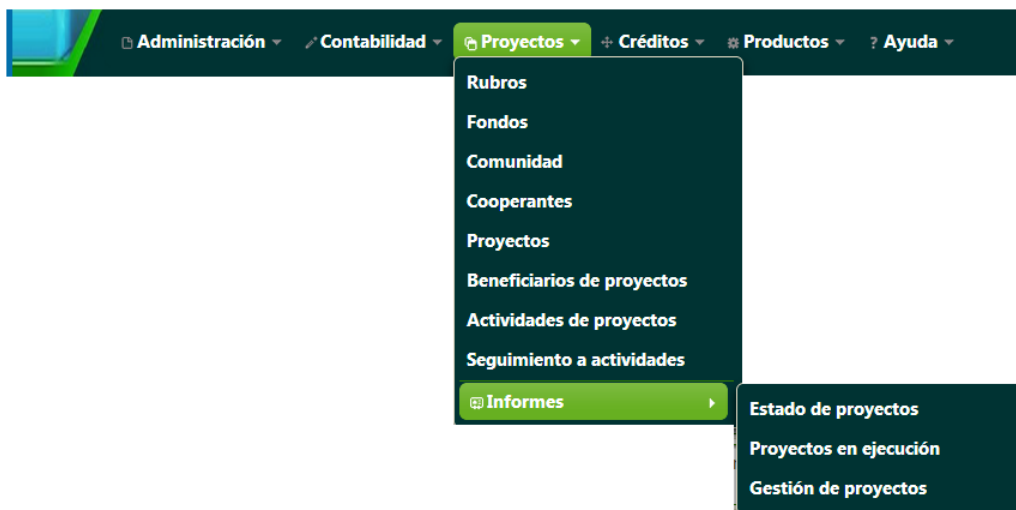 Administración
Contabilidad
Proyectos
Créditos
Productos
? Ayuda
Rubros
Fondos
Comunidad
Cooperantes
Proyectos
Beneficiarios de proyectos
Actividades de proyectos
Seguimiento a actividades
Informes
Estado de proyectos
Proyectos en ejecución
Gestión de proyectos